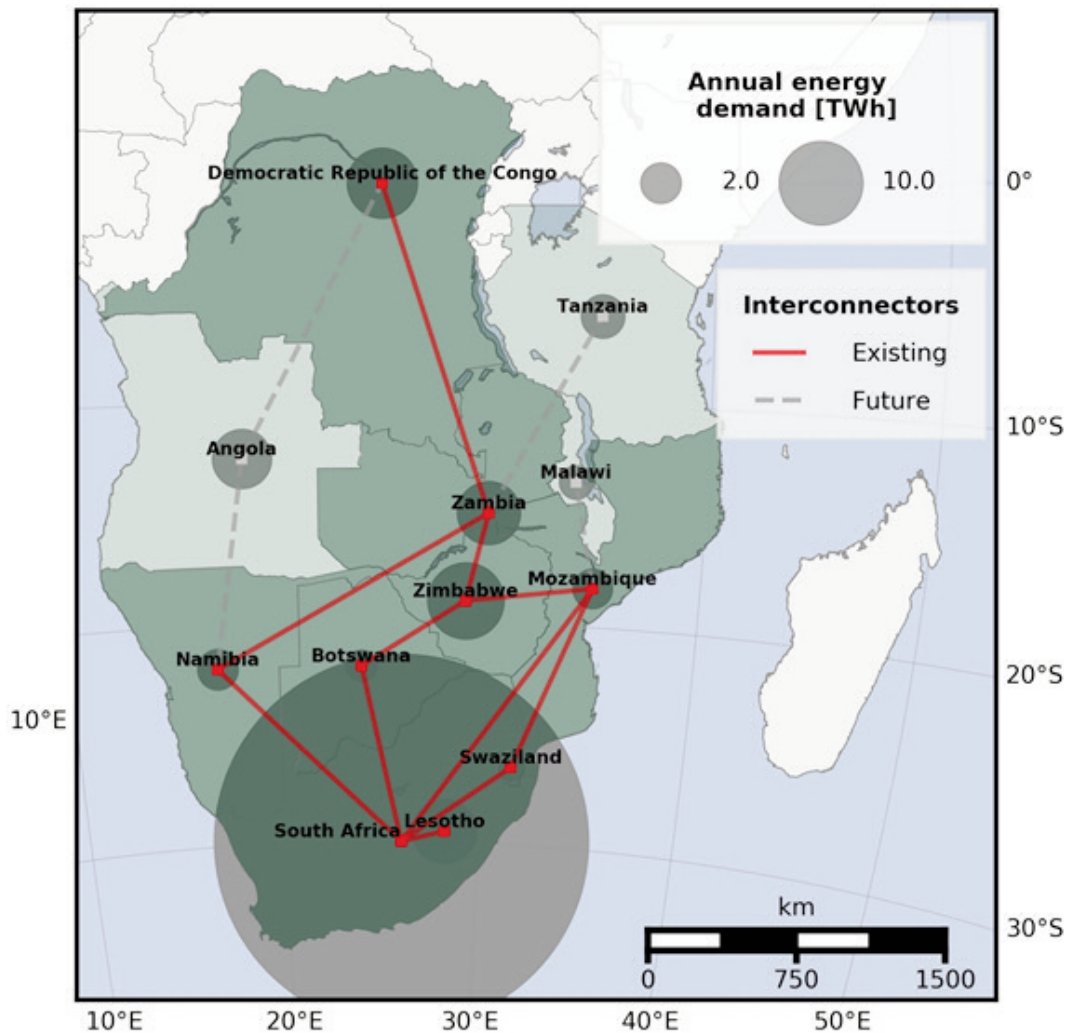 Annual energy
demand [TWh]
2.0
10.0
Democratic Republic of the Congo
0°
Interconnectors
Existing
Future
Tanzania
10°S
Angola
Malawi
Zambia
Mozambique
Zimbabwe
Namibia
Botswana
20°S
10°E
Swaziland
Lesotho
South Africa
km
0
750
1500
30°S
10°E
20°E
30°E
40°E
50°E